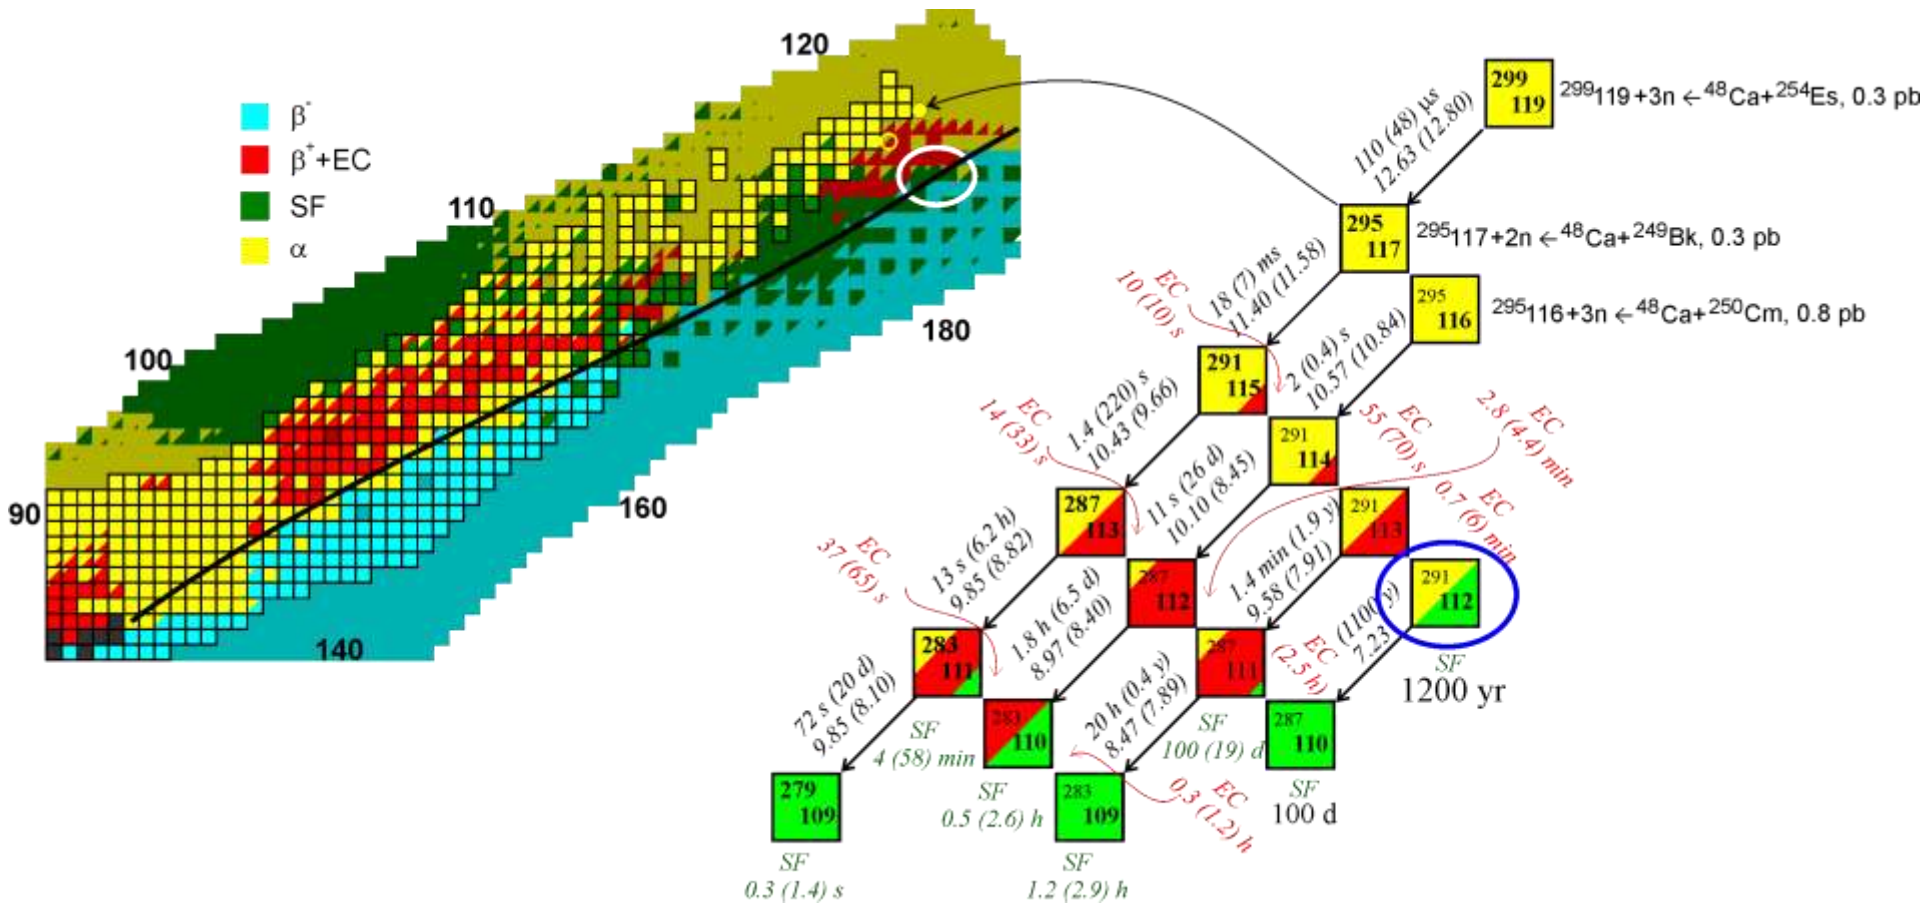 120
110
100
90
180
160
140
β⁻
β⁺+EC
SF
α
299
119
²⁹⁹119+3n ←⁴⁸Ca+²⁵⁴Es, 0.3 pb
110 (48) μs
12.63 (12.80)
295
117
²⁹⁵117+2n ←⁴⁸Ca+²⁴⁹Bk, 0.3 pb
18 (7) ms
11.40 (11.58)
EC
10 (10) s
295
116
²⁹⁵116+3n ←⁴⁸Ca+²⁵⁰Cm, 0.8 pb
2 (0.4) s
10.57 (10.84)
291
115
1.4 (220) s
10.43 (9.66)
EC
14 (33) s
291
114
11 s (26 d)
10.10 (8.45)
EC
55 (70) s
EC
2.8 (4.4) min
287
113
13 s (6.2 h)
9.85 (8.82)
EC
37 (65) s
291
113
1.4 min (1.9 y)
9.58 (7.91)
EC
0.7 (6) min
287
112
1.8 h (6.5 d)
8.97 (8.40)
291
112
(1100 y)
7.23
SF
1200 yr
283
111
72 s (20 d)
9.85 (8.10)
SF
4 (58) min
287
111
20 h (0.4 y)
8.47 (7.89)
EC
(2.5 h)
SF
100 (19) d
283
110
SF
0.5 (2.6) h
287
110
SF
100 d
279
109
SF
0.3 (1.4) s
283
109
SF
1.2 (2.9) h
EC
0.3 (1.2) h